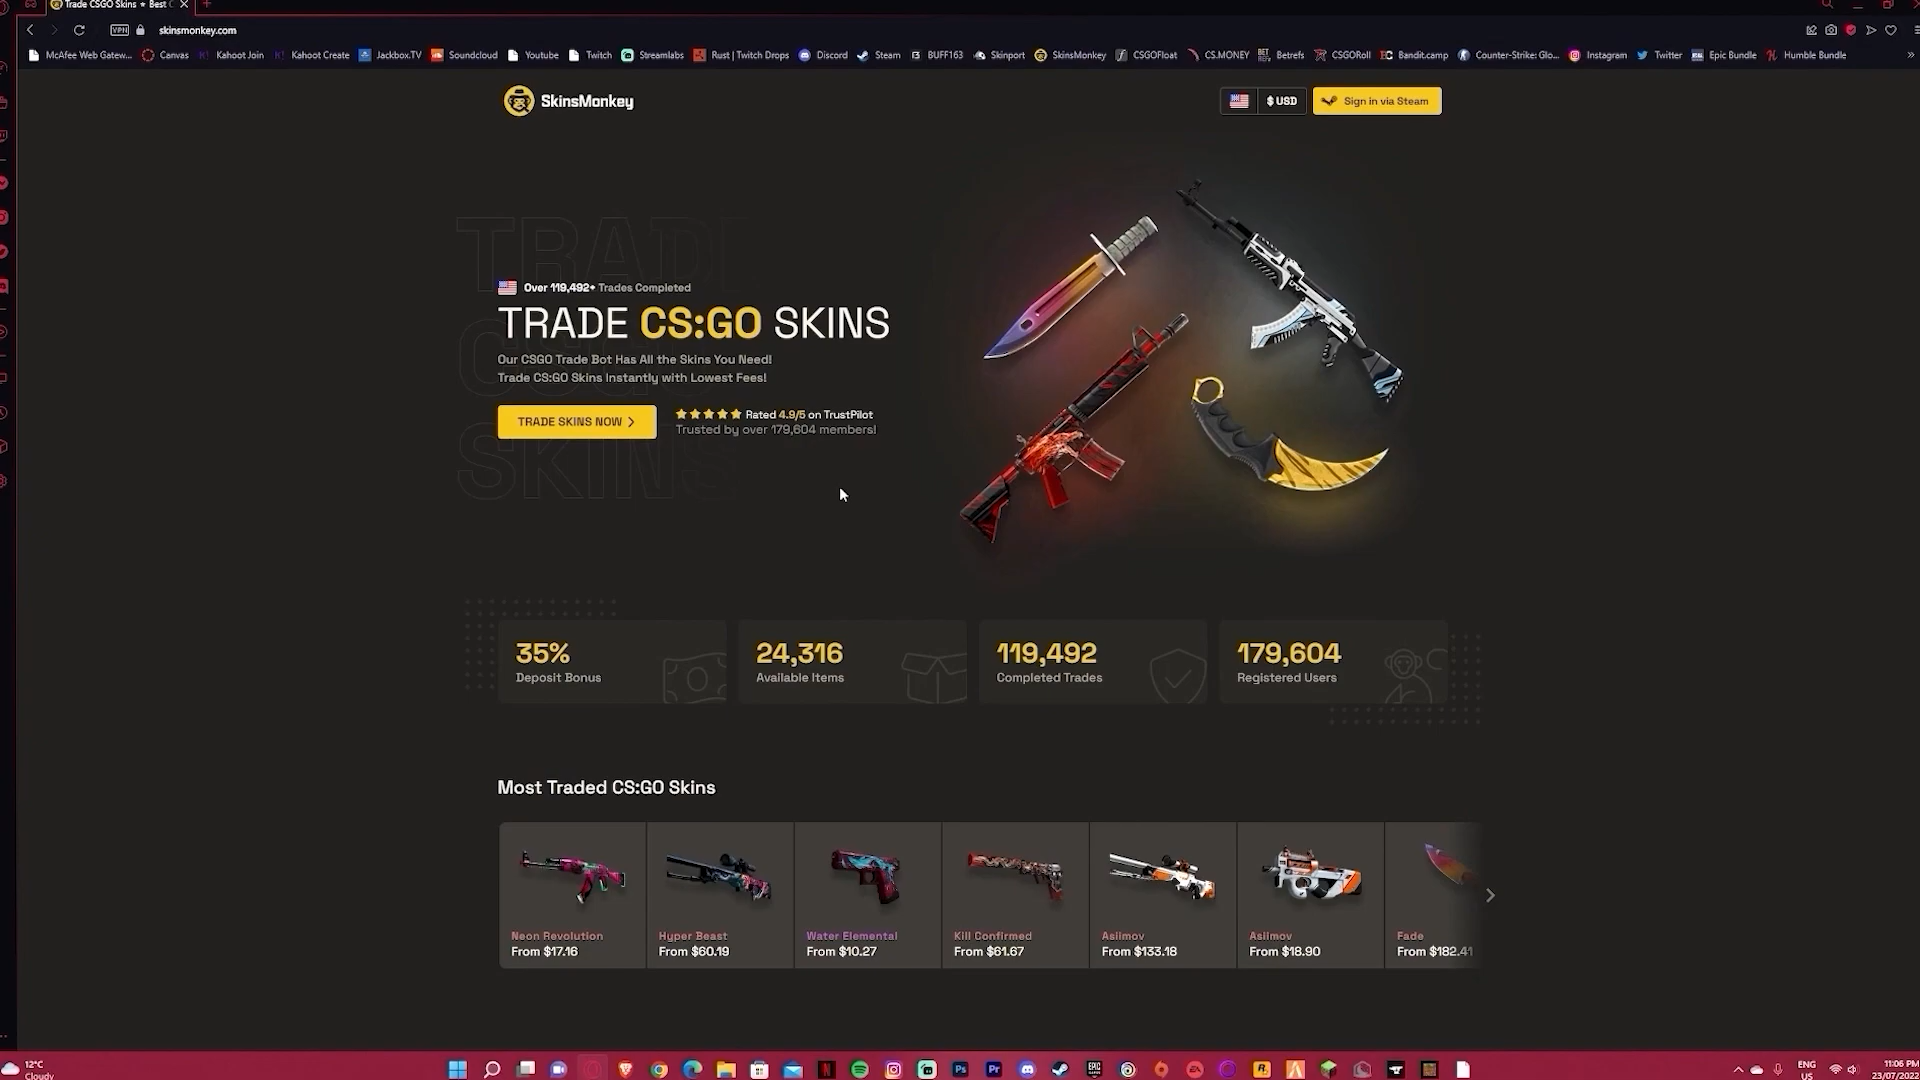 Trade CSGO Skins ★ Best C
VPN
skinsmonkey.com
McAfee Web Gatew...
Canvas
Kahoot Join
Kahoot Create
Jackbox.TV
Soundcloud
Youtube
Twitch
Streamlabs
Rust | Twitch Drops
Discord
Steam
BUFF163
Skinport
SkinsMonkey
CSGOFloat
CS.MONEY
Betrefs
CSGORoll
Bandit.camp
Counter-Strike: Glo...
Instagram
Twitter
Epic Bundle
Humble Bundle
SkinsMonkey
$ USD
Sign in via Steam
TRADE
CSGO
SKINS
Over 119,492+ Trades Completed
TRADE CS:GO SKINS
Our CSGO Trade Bot Has All the Skins You Need!
Trade CS:GO Skins Instantly with Lowest Fees!
TRADE SKINS NOW
Rated 4.9/5 on TrustPilot
Trusted by over 179,604 members!
35%
Deposit Bonus
24,316
Available Items
119,492
Completed Trades
179,604
Registered Users
Most Traded CS:GO Skins
Neon Revolution
From $17.16
Hyper Beast
From $60.19
Water Elemental
From $10.27
Kill Confirmed
From $61.67
Asiimov
From $133.18
Asiimov
From $18.90
Fade
From $182.41
12°C
Cloudy
ENG
US
11:06 PM
23/07/2022